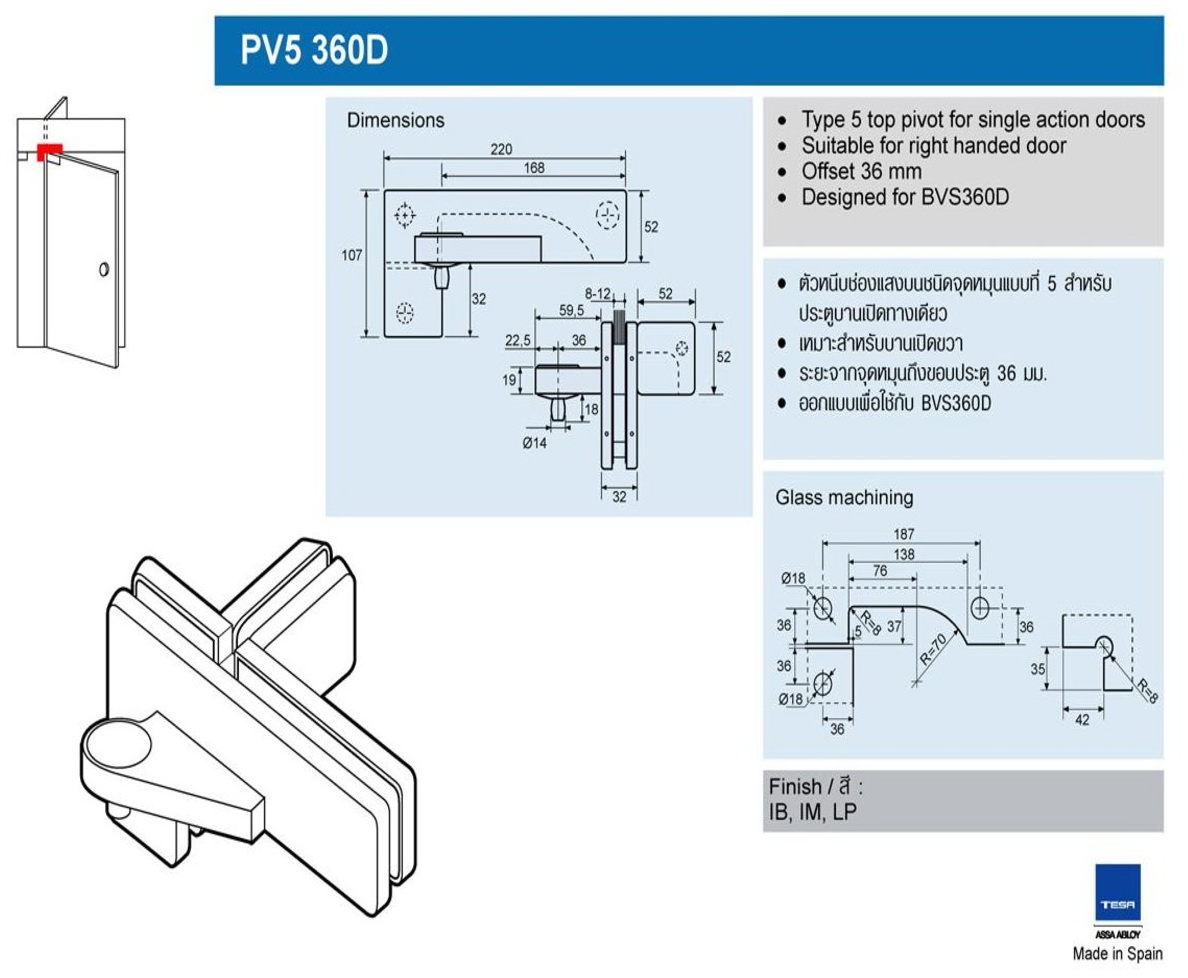 PV5 360D
Dimensions
220
168
107
52
32
8-12
52
59,5
22,5
36
52
19
18
Ø14
32
• Type 5 top pivot for single action doors
• Suitable for right handed door
• Offset 36 mm
• Designed for BVS360D
• ตัวหนีบช่องแสงบนชนิดจุดหมุนแบบที่ 5 สำหรับ
ประตูบานเปิดทางเดียว
• เหมาะสำหรับบานเปิดขวา
• ระยะจากจุดหมุนถึงขอบประตู 36 มม.
• ออกแบบเพื่อใช้กับ BVS360D
Glass machining
187
138
76
Ø18
36
5
R=8
37
R=70
36
36
Ø18
36
35
42
R=8
Finish / สี :
IB, IM, LP
TESA
ASSA ABLOY
Made in Spain